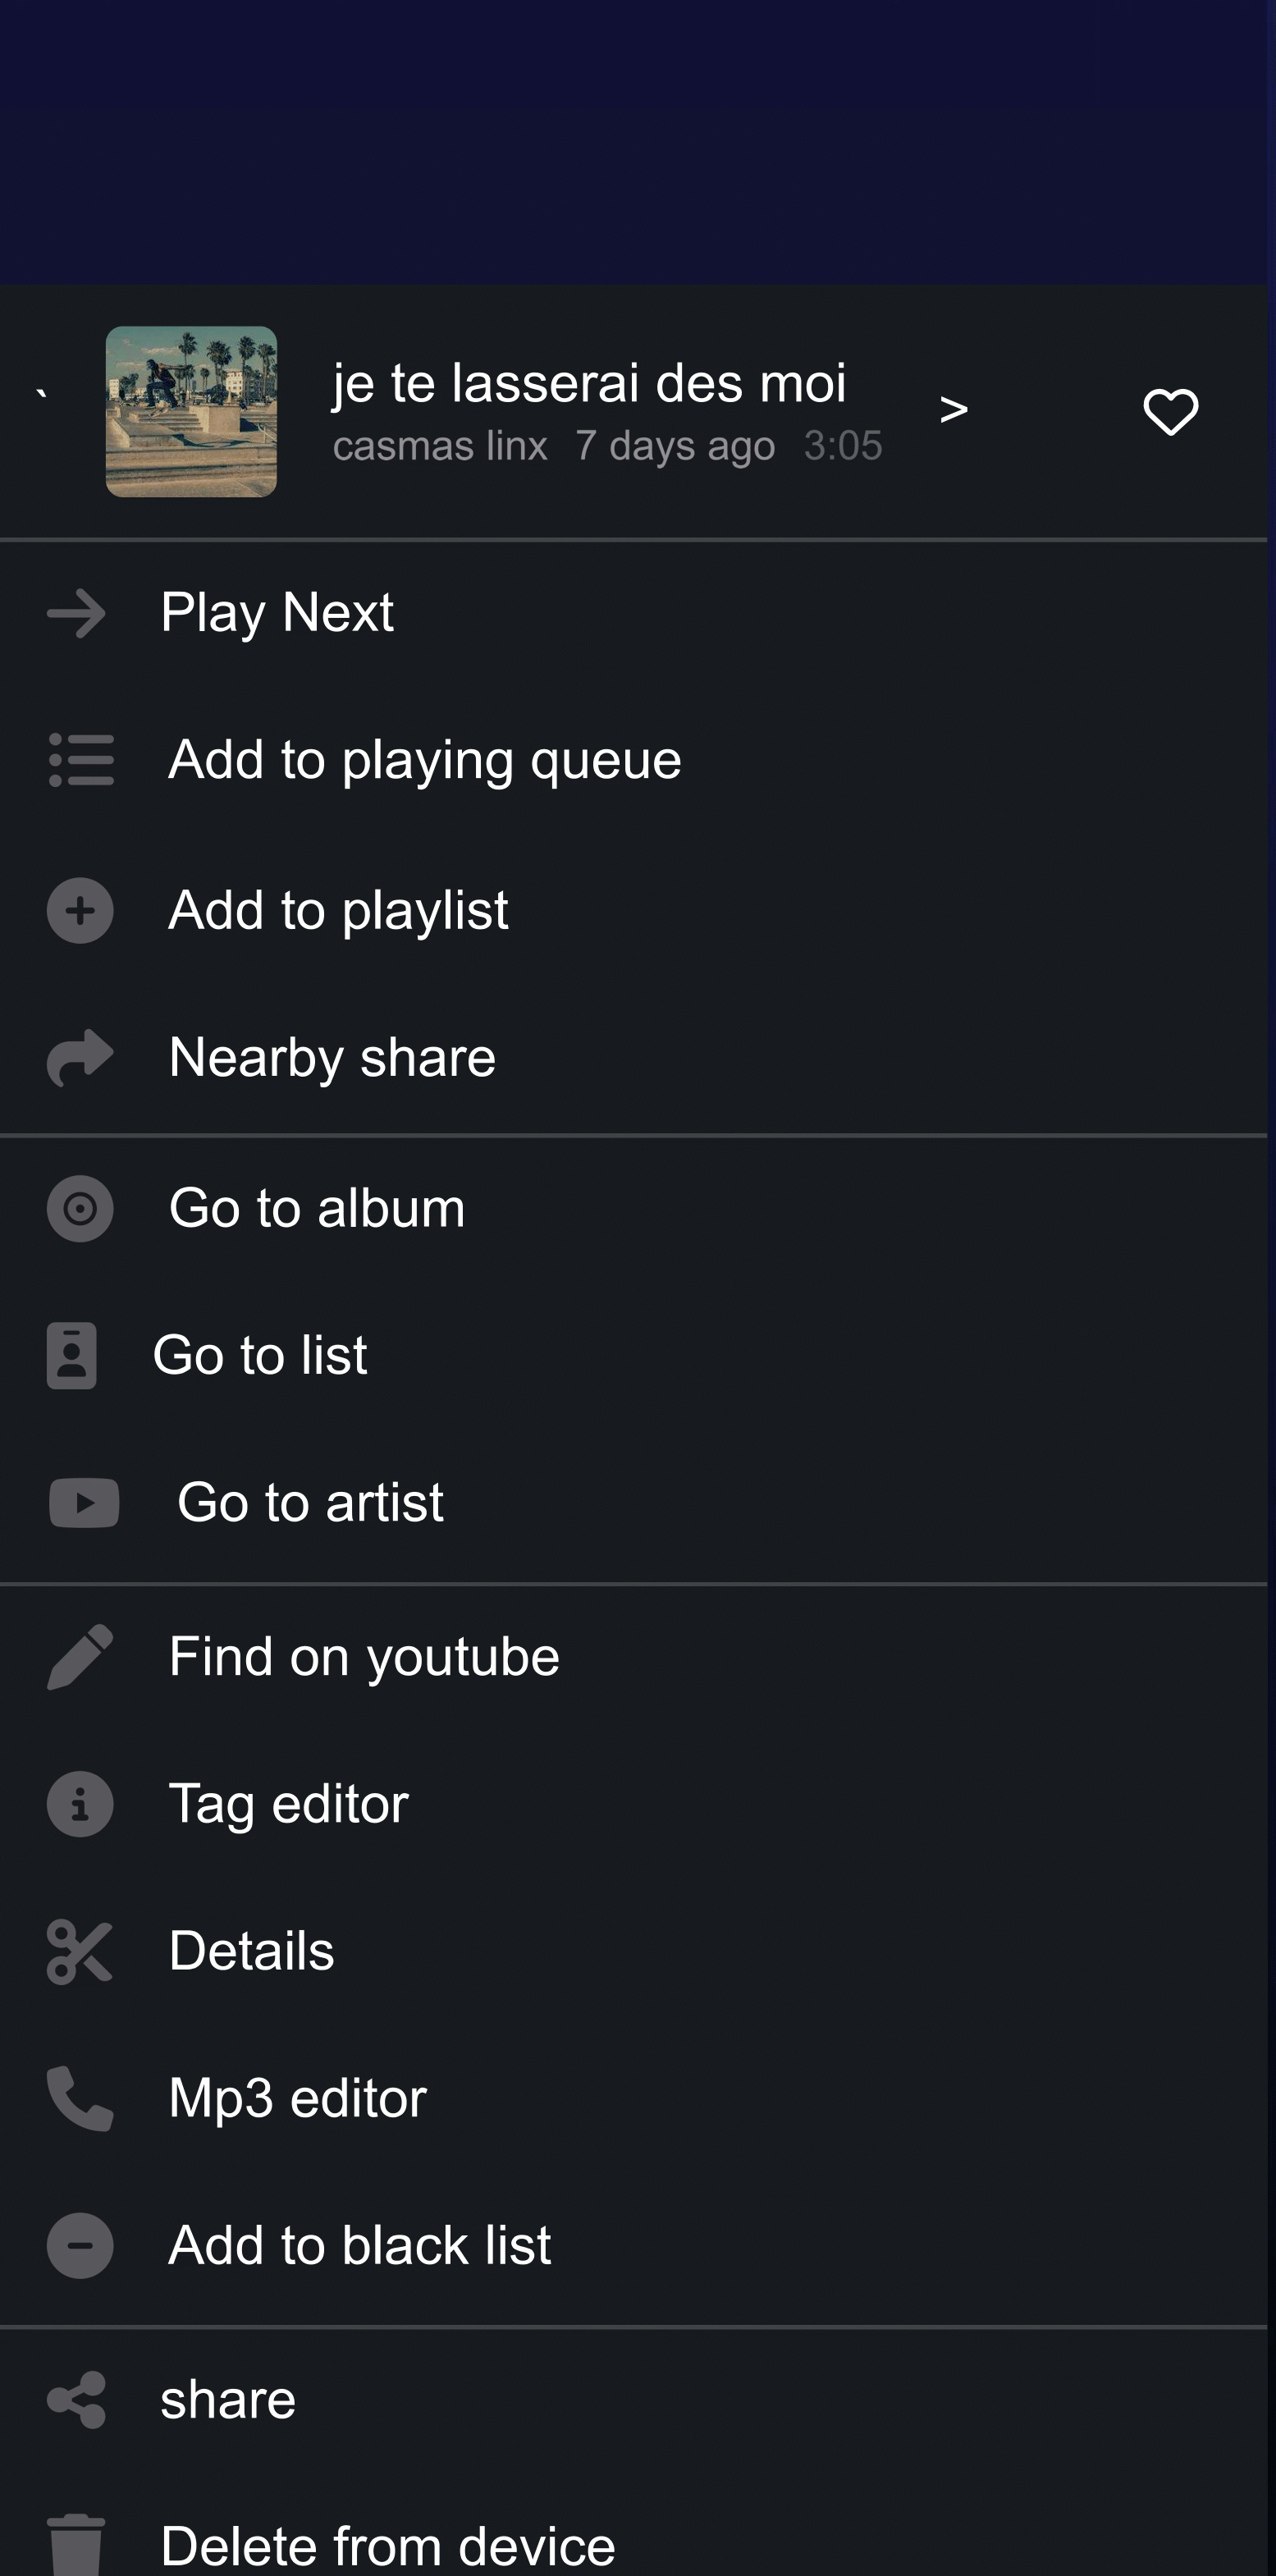 `
je te lasserai des moi
>
casmas linx 7 days ago 3:05
Play Next
Add to playing queue
Add to playlist
Nearby share
Go to album
Go to list
Go to artist
Find on youtube
Tag editor
Details
Mp3 editor
Add to black list
share
Delete from device